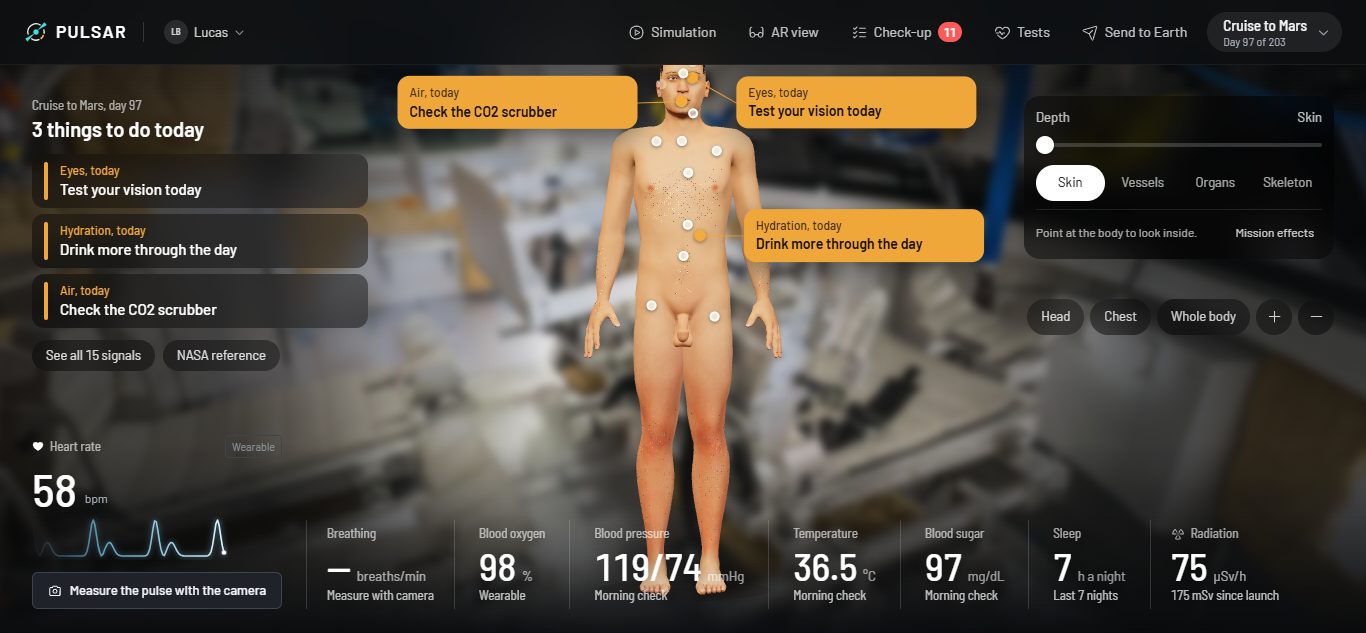 PULSAR
LB
Lucas
Simulation
AR view
Check-up
11
Tests
Send to Earth
Cruise to Mars
Day 97 of 203
Cruise to Mars, day 97
3 things to do today
Eyes, today
Test your vision today
Hydration, today
Drink more through the day
Air, today
Check the CO2 scrubber
See all 15 signals
NASA reference
Air, today
Check the CO2 scrubber
Eyes, today
Test your vision today
Hydration, today
Drink more through the day
Depth
Skin
Skin
Vessels
Organs
Skeleton
Point at the body to look inside.
Mission effects
Head
Chest
Whole body
Heart rate
Wearable
58 bpm
Measure the pulse with the camera
Breathing
— breaths/min
Measure with camera
Blood oxygen
98 %
Wearable
Blood pressure
119/74 mmHg
Morning check
Temperature
36.5 °C
Morning check
Blood sugar
97 mg/dL
Morning check
Sleep
7 h a night
Last 7 nights
Radiation
75 µSv/h
175 mSv since launch